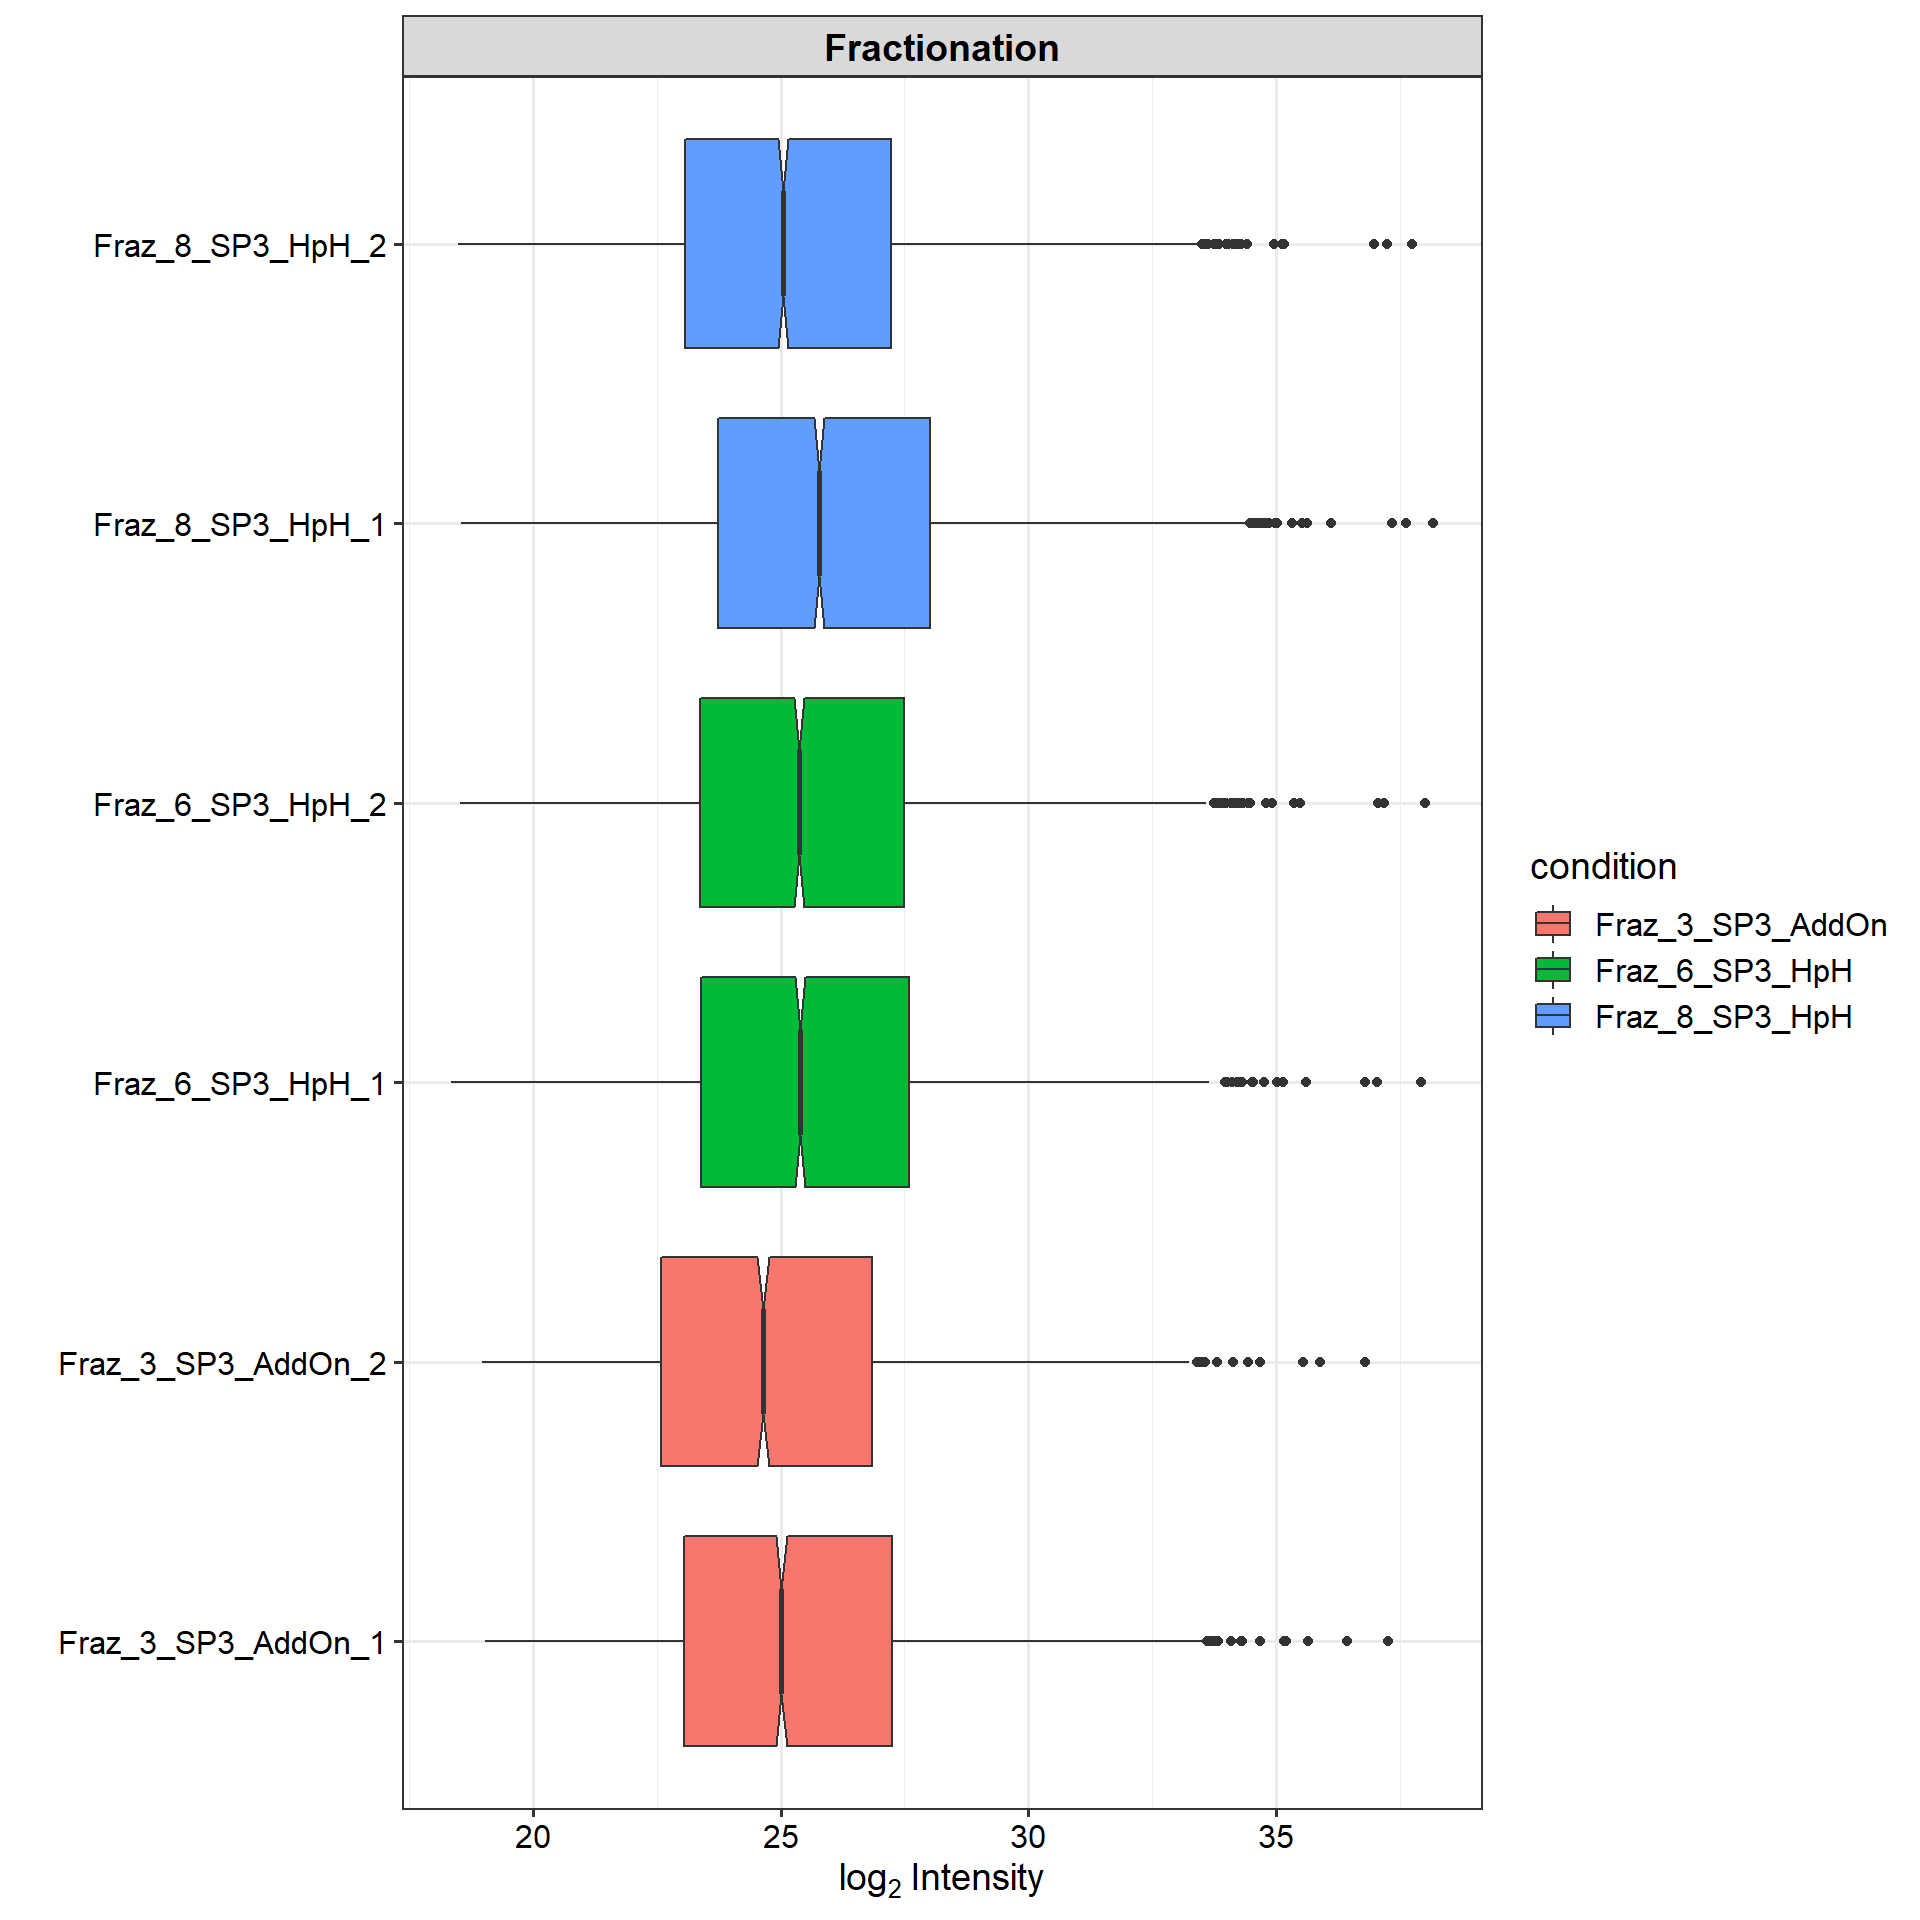 Fractionation
Fraz_8_SP3_HpH_2
Fraz_8_SP3_HpH_1
Fraz_6_SP3_HpH_2
Fraz_6_SP3_HpH_1
Fraz_3_SP3_AddOn_2
Fraz_3_SP3_AddOn_1
20 25 30 35
log₂ Intensity
condition
Fraz_3_SP3_AddOn
Fraz_6_SP3_HpH
Fraz_8_SP3_HpH